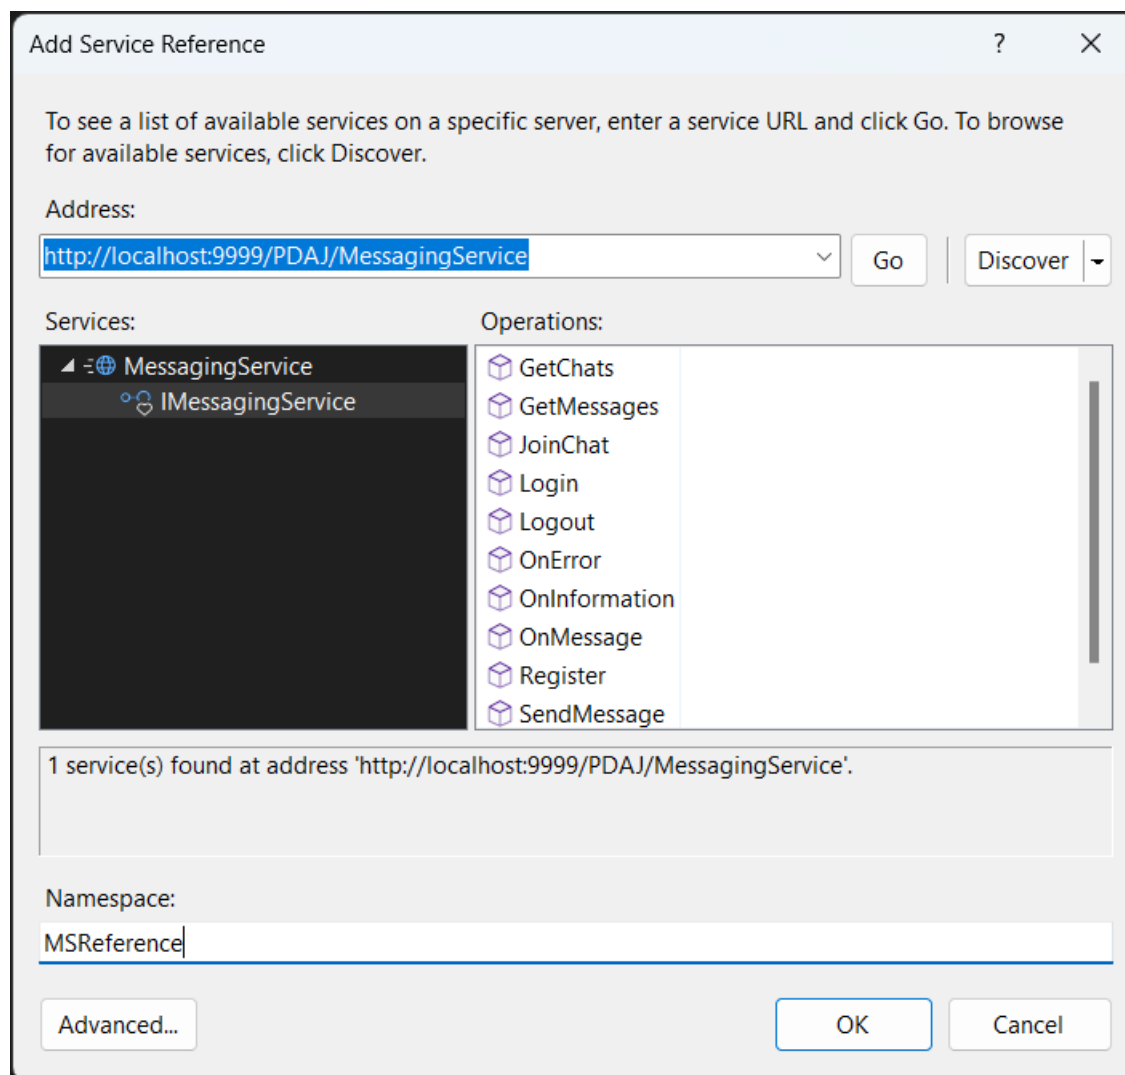 Add Service Reference
?
To see a list of available services on a specific server, enter a service URL and click Go. To browse
for available services, click Discover.
Address:
http://localhost:9999/PDAJ/MessagingService
Go
Discover
Services:
Operations:
MessagingService
IMessagingService
GetChats
GetMessages
JoinChat
Login
Logout
OnError
OnInformation
OnMessage
Register
SendMessage
1 service(s) found at address 'http://localhost:9999/PDAJ/MessagingService'.
Namespace:
MSReference
Advanced...
OK
Cancel